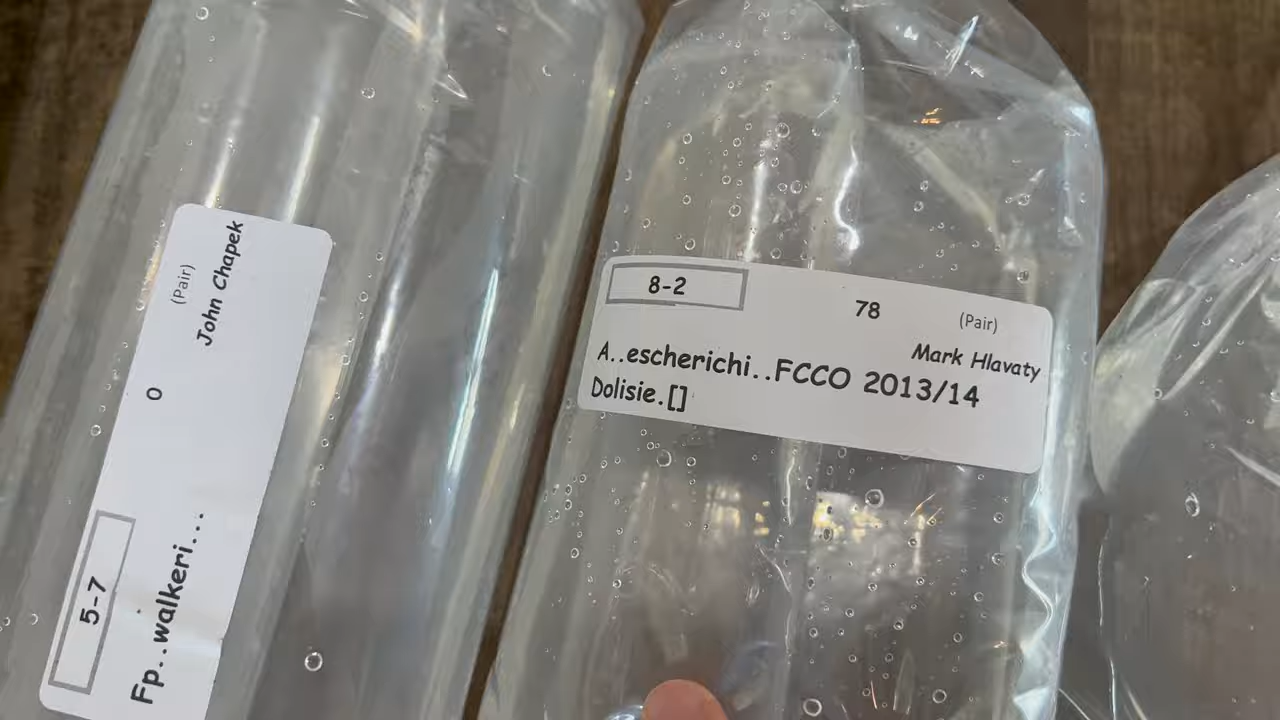 5-7
0
(Pair)
John Chapek
Fp..walkeri...
8-2
78
(Pair)
Mark Hlavaty
A..escherichi..FCCO 2013/14
Dolisie.[]